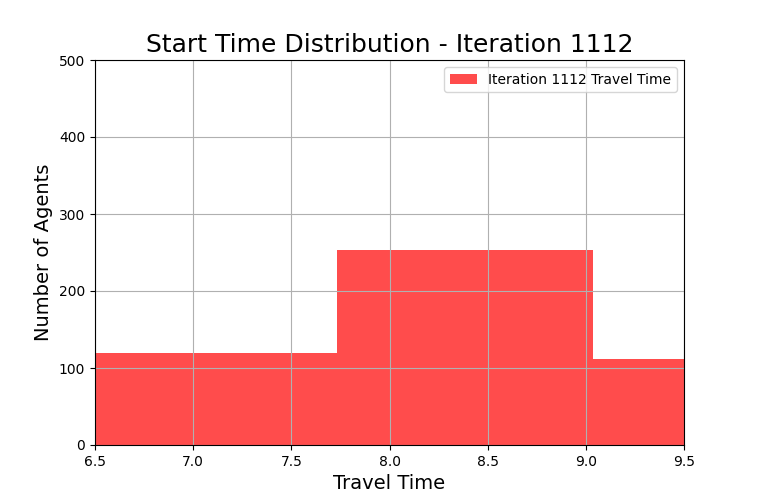 Start Time Distribution - Iteration 1112
Iteration 1112 Travel Time
Number of Agents
500
400
300
200
100
0
6.5 7.0 7.5 8.0 8.5 9.0 9.5
Travel Time